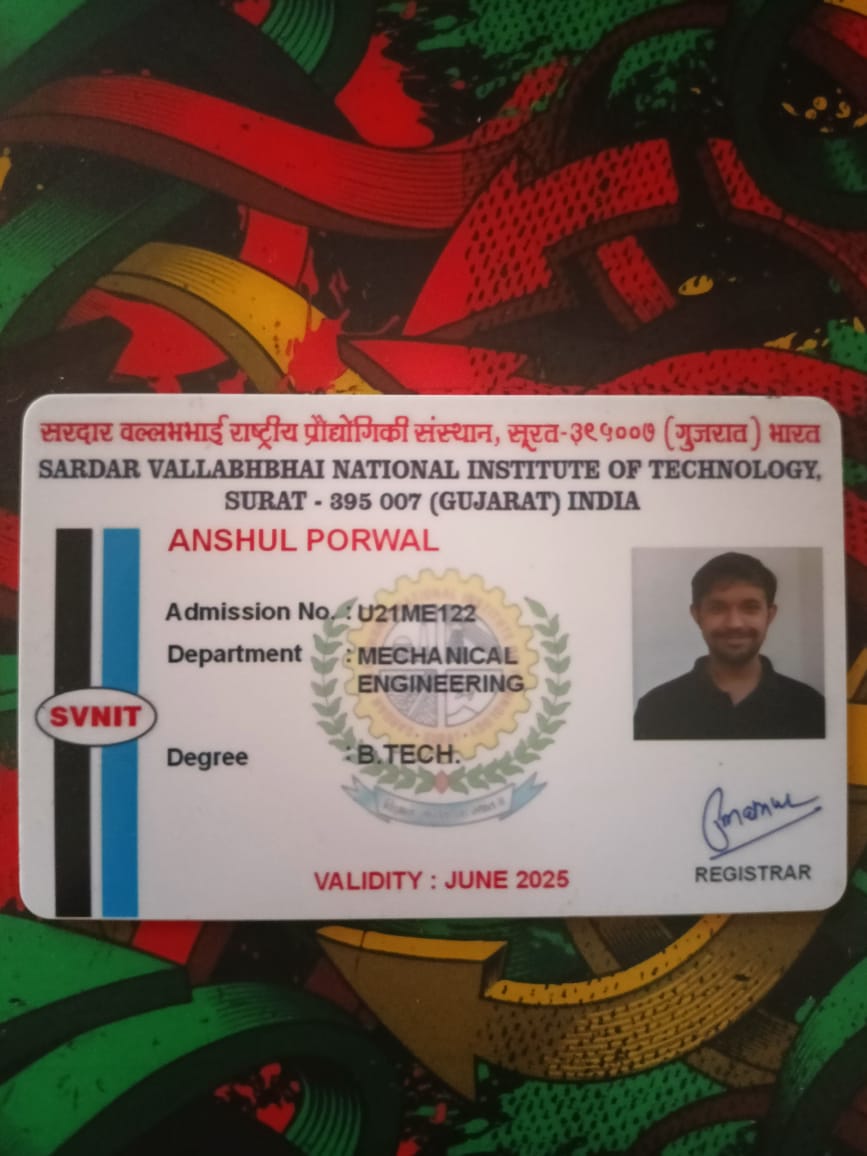 सरदार वल्लभभाई राष्ट्रीय प्रौद्योगिकी संस्थान, सूरत-३९५००७ (गुजरात) भारत
SARDAR VALLABHBHAI NATIONAL INSTITUTE OF TECHNOLOGY,
SURAT - 395 007 (GUJARAT) INDIA
ANSHUL PORWAL
Admission No. : U21ME122
Department : MECHANICAL
ENGINEERING
SVNIT
Degree : B.TECH.
VALIDITY : JUNE 2025
REGISTRAR